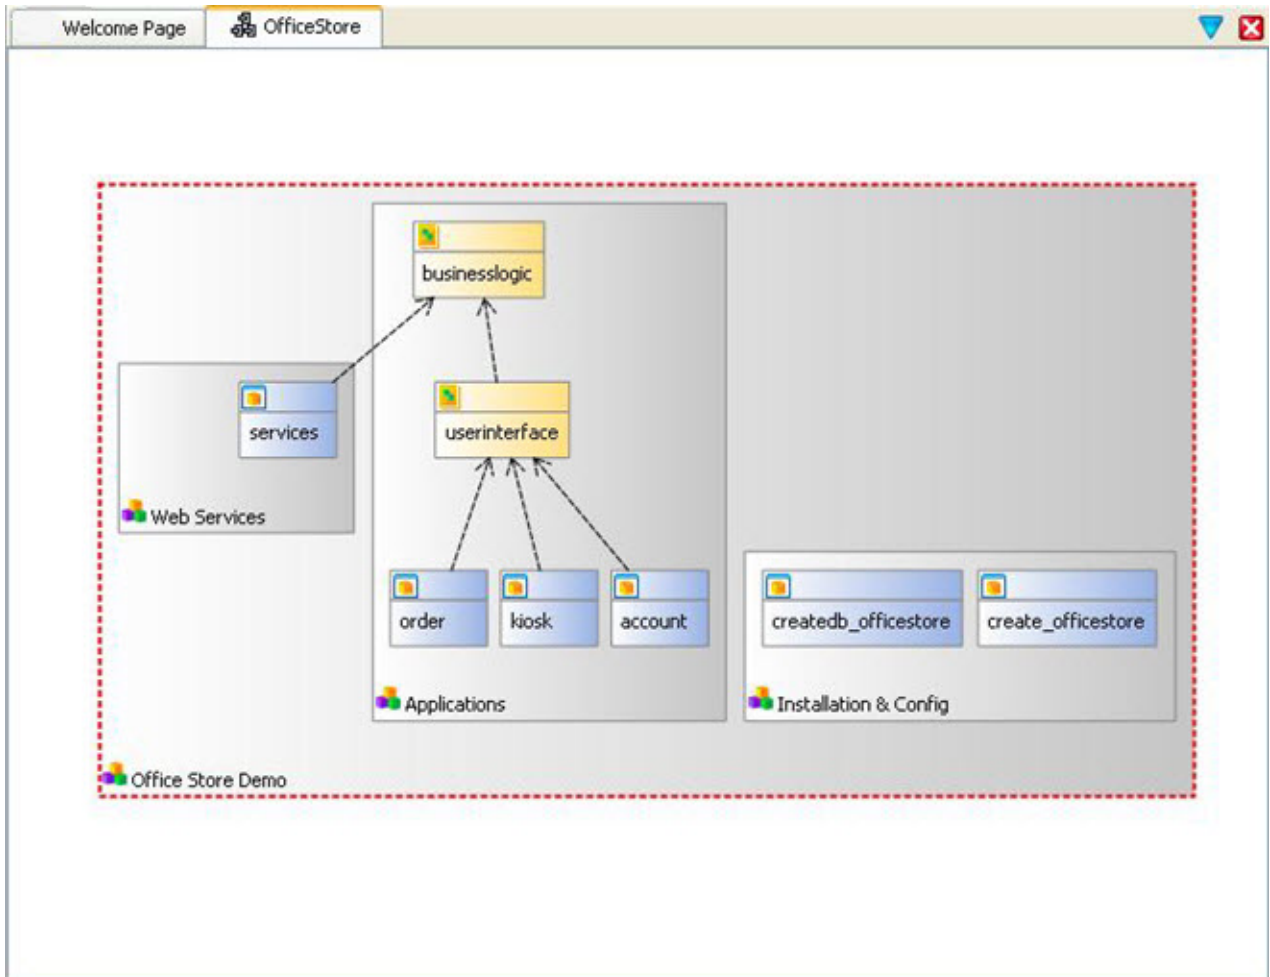 Welcome Page
OfficeStore
businesslogic
services
userinterface
Web Services
order
kiosk
account
createdb_officestore
create_officestore
Applications
Installation & Config
Office Store Demo